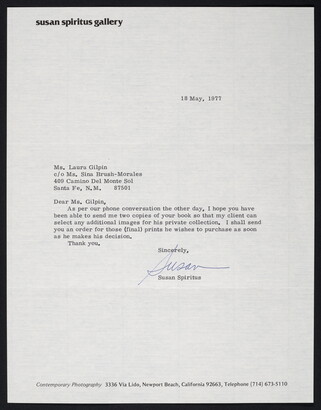 susan spiritus gallery
18 May, 1977
Ms. Laura Gilpin
c/o Ms. Sina Brush-Morales
409 Camino Del Monte Sol
Santa Fe, N.M. 87501
Dear Ms. Gilpin,
As per our phone conversation the other day, I hope you have
been able to send me two copies of your book so that my client can
select any additional images for his private collection. I shall send
you an order for those (final) prints he wishes to purchase as soon
as he makes his decision.
Thank you.
Sincerely,
Susan
Susan Spiritus
Contemporary Photography 3336 Via Lido, Newport Beach, California 92663, Telephone (714) 673-5110